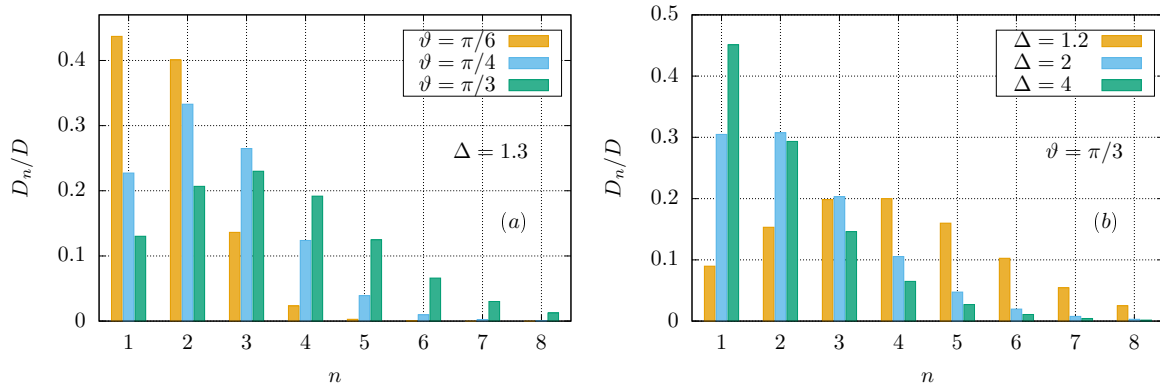 0.4
0.3
0.2
0.1
0
D_n/D
ϑ = π/6
ϑ = π/4
ϑ = π/3
Δ = 1.3
(a)
1 2 3 4 5 6 7 8
n
0.5
0.4
0.3
0.2
0.1
0
D_n/D
Δ = 1.2
Δ = 2
Δ = 4
ϑ = π/3
(b)
1 2 3 4 5 6 7 8
n